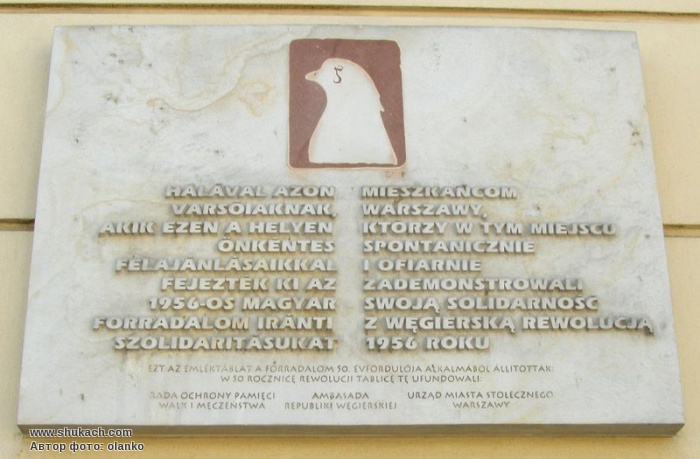 HÁLÁVAL AZON
VARSÓIAKNAK,
AKIK EZEN A HELYEN
ÖNKÉNTES
FELAJÁNLÁSAIKKAL
FEJEZTÉK KI AZ
1956-OS MAGYAR
FORRADALOM IRÁNTI
SZOLIDARITÁSUKAT
MIESZKAŃCOM
WARSZAWY,
KTÓRZY W TYM MIEJSCU
SPONTANICZNIE
I OFIARNIE
ZADEMONSTROWALI
SWOJĄ SOLIDARNOŚĆ
Z WĘGIERSKĄ REWOLUCJĄ
1956 ROKU
EZT AZ EMLÉKTÁBLÁT A FORRADALOM 50. ÉVFORDULÓJA ALKALMÁBÓL ÁLLÍTOTTÁK:
W 50 ROCZNICĘ REWOLUCJI TABLICĘ TĘ UFUNDOWALI:
RADA OCHRONY PAMIĘCI
WALK I MĘCZEŃSTWA
AMBASADA
REPUBLIKI WĘGIERSKIEJ
URZĄD MIASTA STOŁECZNEGO
WARSZAWY
www.shukach.com
Автор фото: olanko